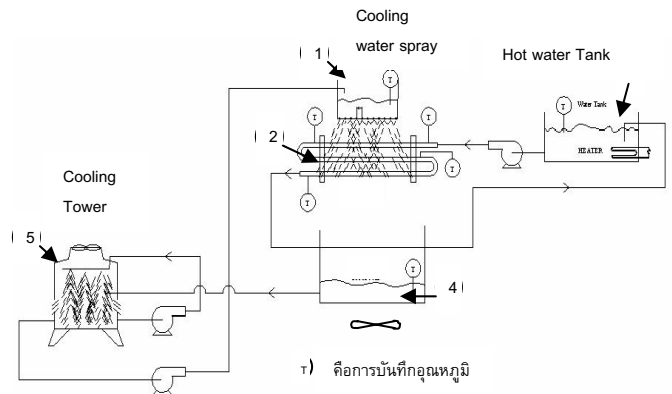 Cooling
water spray
( 1 )
T
Hot water Tank
T
Water Tank
T
T
( 2 )
HEATER
T
Cooling
Tower
T
( 5 )
T
4 )
T) คือการบันทึกอุณหภูมิ